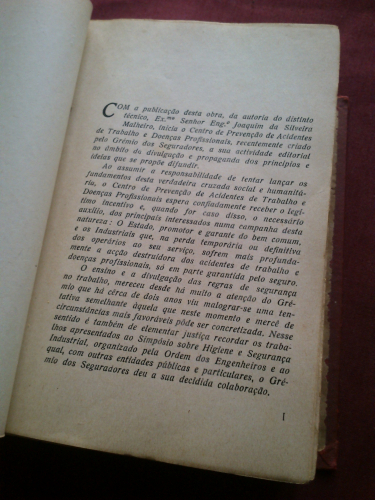 COM a publicação desta obra, da autoria do distinto
técnico, Ex.mo Senhor Eng.º Joaquim da Silveira
Malheiro, inicia o Centro de Prevenção de Acidentes
de Trabalho e Doenças Profissionais, recentemente criado
pelo Grémio dos Seguradores, a sua actividade editorial
no âmbito da divulgação e propaganda dos princípios e
ideias que se propõe difundir.
Ao assumir a responsabilidade de tentar lançar os
fundamentos desta verdadeira cruzada social e humanitá-
ria, o Centro de Prevenção de Acidentes de Trabalho e
Doenças Profissionais espera confiadamente receber o legí-
timo incentivo e, quando for caso disso, o necessário
auxílio, dos principais interessados numa campanha desta
natureza: O Estado, promotor e garante do bem comum,
e os Industriais que, na perda temporária ou definitiva
dos operários ao seu serviço, sofrem mais profunda-
mente a acção destruidora dos acidentes de trabalho e
doenças profissionais, só em parte garantida pelo seguro.
O ensino e a divulgação das regras de segurança
no trabalho, mereceu desde há muito a atenção do Gré-
mio que há cerca de dois anos viu malograr-se uma ten-
tativa semelhante àquela que neste momento e mercê de
circunstâncias mais favoráveis pôde ser concretizada. Nesse
sentido é também de elementar justiça recordar os traba-
lhos apresentados ao Simpósio sobre Higiene e Segurança
Industrial, organizado pela Ordem dos Engenheiros e ao
qual, com outras entidades públicas e particulares, o Gré-
mio dos Seguradores deu a sua decidida colaboração.
I